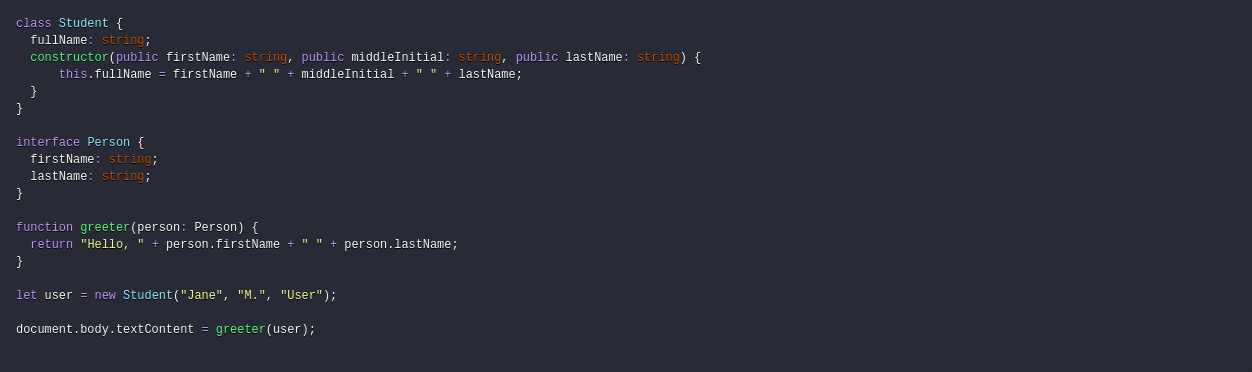 class Student {
  fullName: string;
  constructor(public firstName: string, public middleInitial: string, public lastName: string) {
      this.fullName = firstName + " " + middleInitial + " " + lastName;
  }
}

interface Person {
  firstName: string;
  lastName: string;
}

function greeter(person: Person) {
  return "Hello, " + person.firstName + " " + person.lastName;
}

let user = new Student("Jane", "M.", "User");

document.body.textContent = greeter(user);